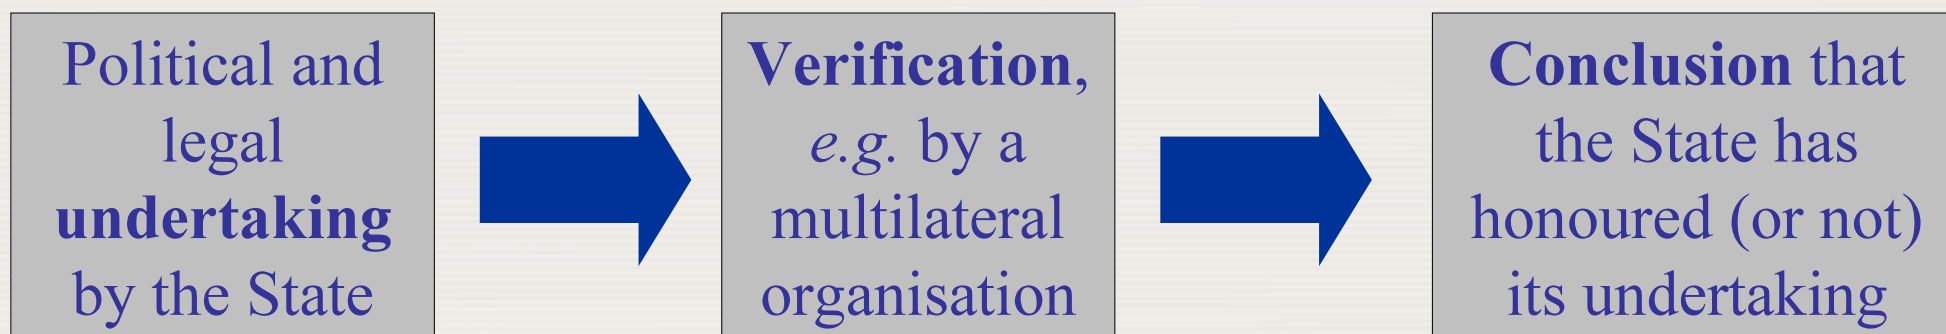 Political and
legal
undertaking
by the State
Verification,
e.g. by a
multilateral
organisation
Conclusion that
the State has
honoured (or not)
its undertaking